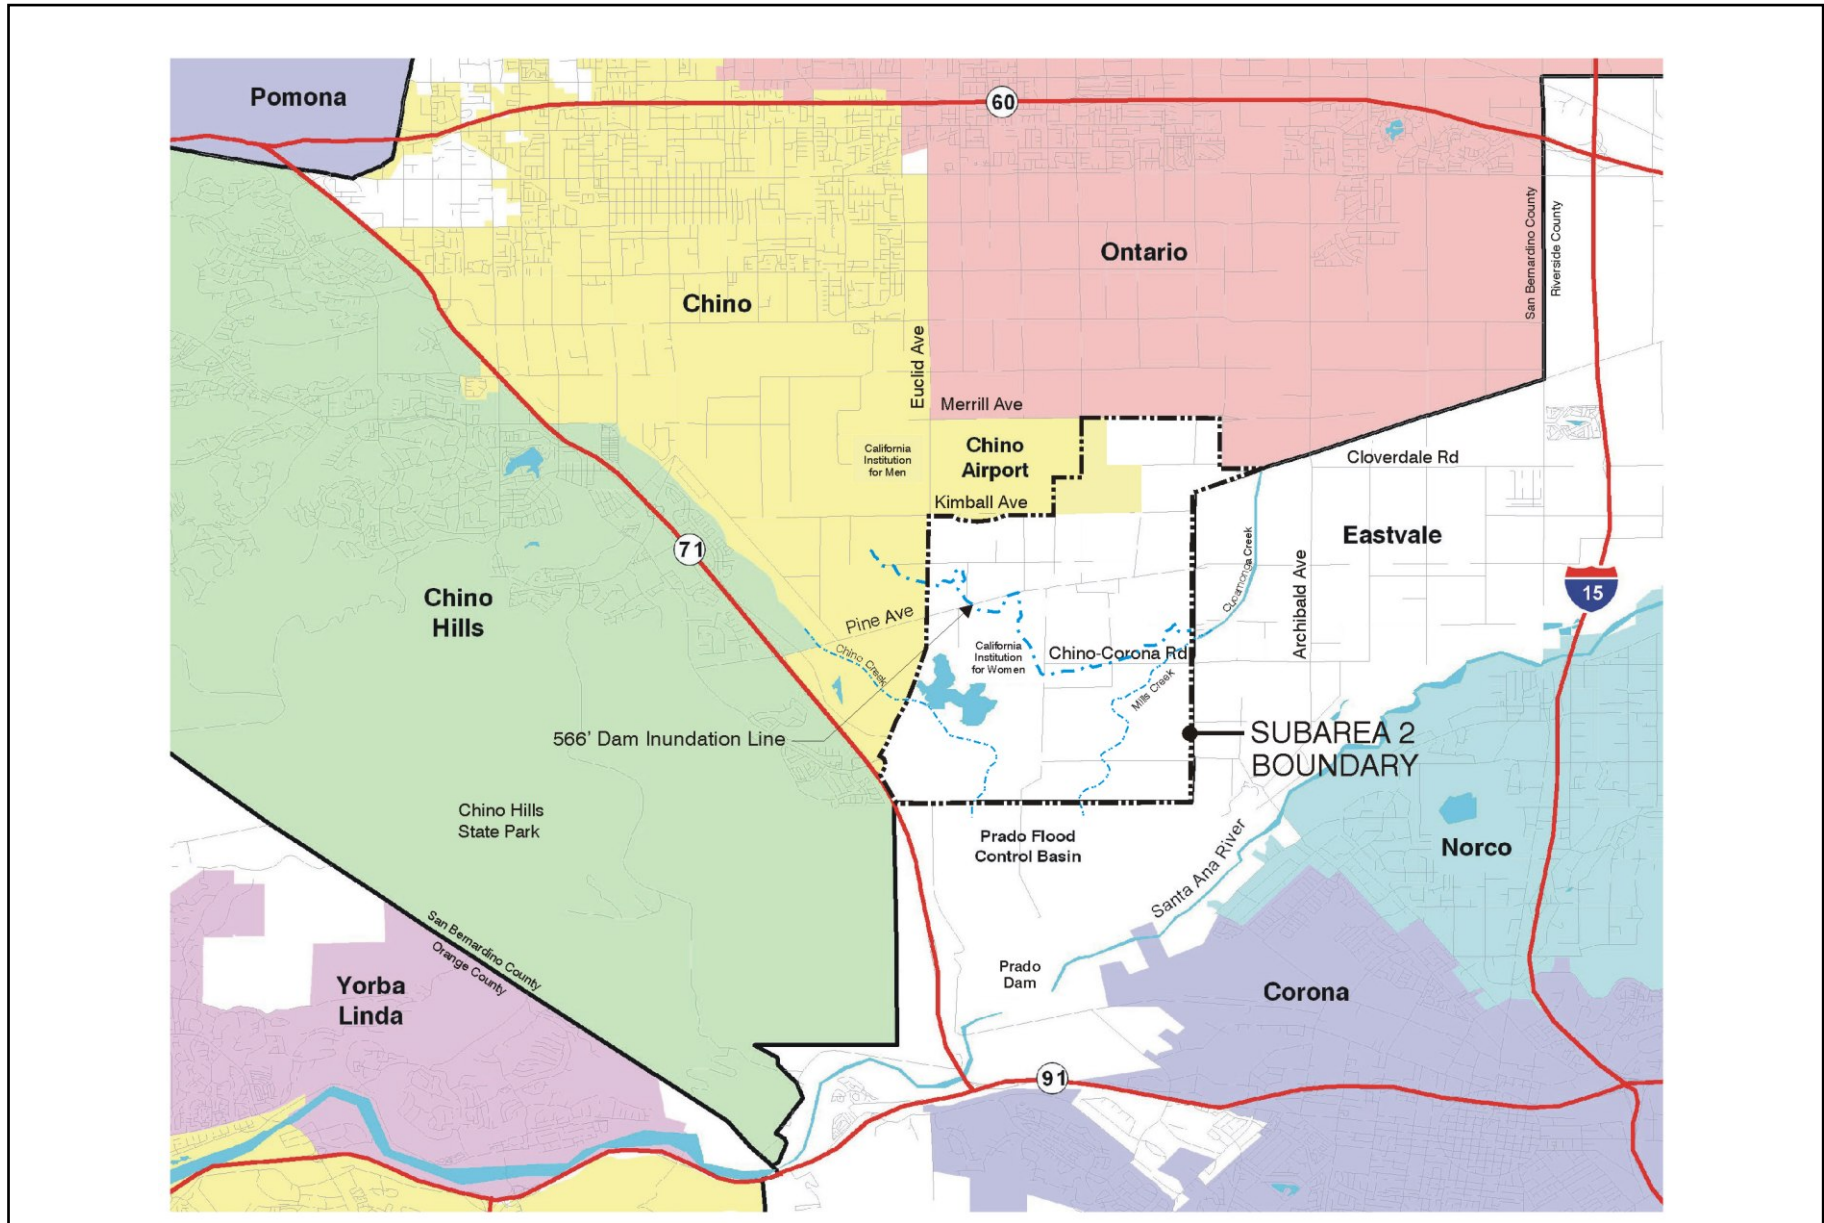 Pomona
60
Ontario
San Bernardino County
Riverside County
Chino
Euclid Ave
Merrill Ave
Chino
Airport
California
Institution
for Men
Cloverdale Rd
Kimball Ave
Eastvale
71
Cucamonga Creek
Archibald Ave
15
Chino
Hills
Pine Ave
Chino Creek
California
Institution
for Women
Chino-Corona Rd
Mills Creek
566' Dam Inundation Line
SUBAREA 2
BOUNDARY
Chino Hills
State Park
Prado Flood
Control Basin
Norco
Santa Ana River
San Bernardino County
Orange County
Yorba
Linda
Prado
Dam
Corona
91